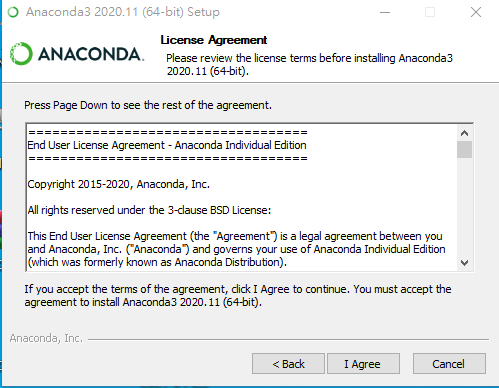 Anaconda3 2020.11 (64-bit) Setup
ANACONDA.
License Agreement
Please review the license terms before installing Anaconda3
2020.11 (64-bit).
Press Page Down to see the rest of the agreement.
======================================
End User License Agreement - Anaconda Individual Edition
======================================
Copyright 2015-2020, Anaconda, Inc.
All rights reserved under the 3-clause BSD License:
This End User License Agreement (the "Agreement") is a legal agreement between you
and Anaconda, Inc. ("Anaconda") and governs your use of Anaconda Individual Edition
(which was formerly known as Anaconda Distribution).
If you accept the terms of the agreement, click I Agree to continue. You must accept the
agreement to install Anaconda3 2020.11 (64-bit).
Anaconda, Inc.
< Back
I Agree
Cancel